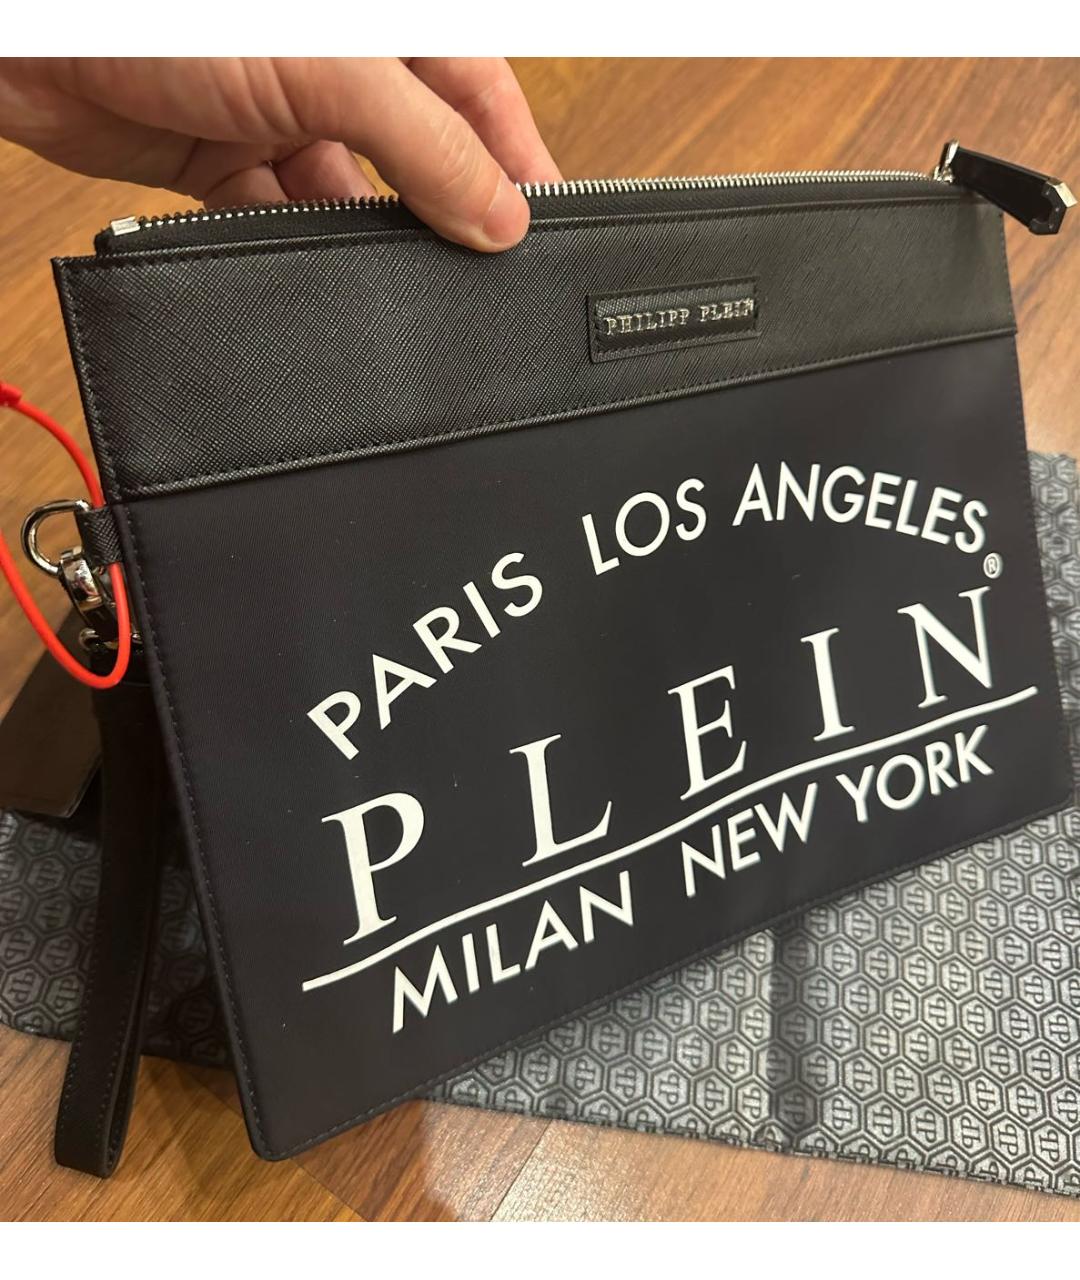 PHILIPP PLEIN
PARIS LOS ANGELES
®
PLEIN
MILAN NEW YORK